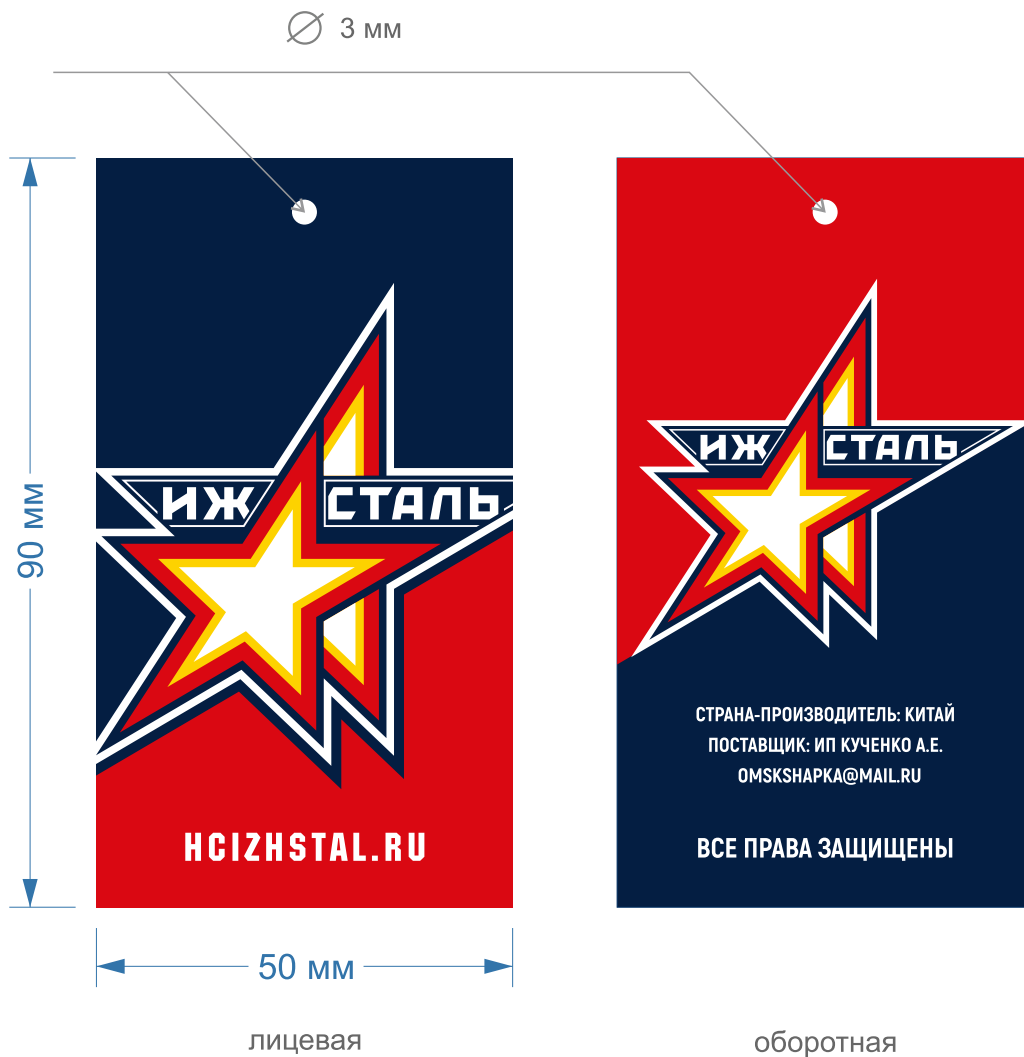 Ø 3 мм
ИЖ СТАЛЬ
HCIZHSTAL.RU
90 мм
50 мм
лицевая
ИЖ СТАЛЬ
СТРАНА-ПРОИЗВОДИТЕЛЬ: КИТАЙ
ПОСТАВЩИК: ИП КУЧЕНКО А.Е.
OMSKSHAPKA@MAIL.RU
ВСЕ ПРАВА ЗАЩИЩЕНЫ
оборотная